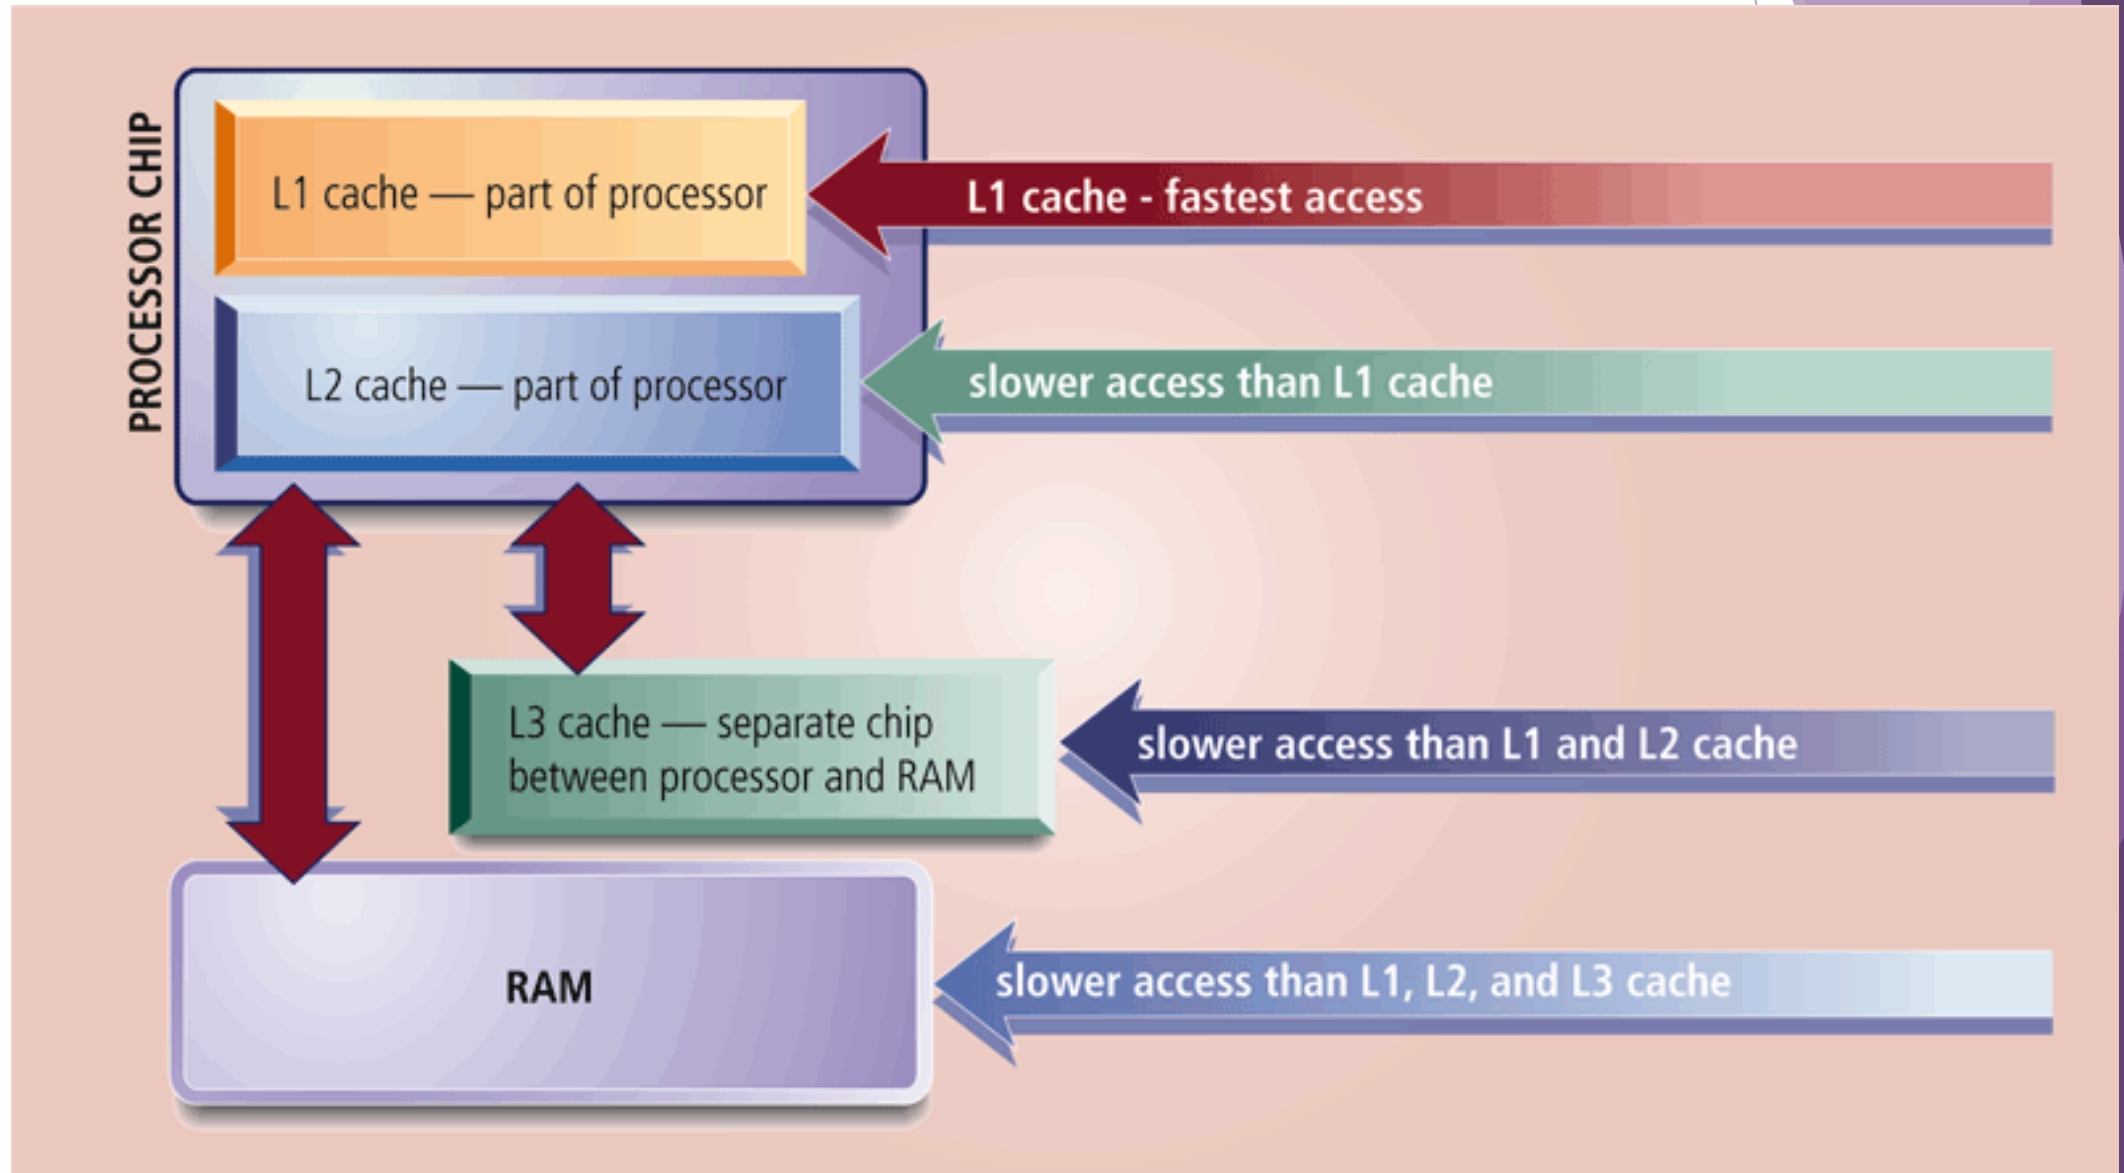 PROCESSOR CHIP
L1 cache — part of processor
L1 cache - fastest access
L2 cache — part of processor
slower access than L1 cache
L3 cache — separate chip
between processor and RAM
slower access than L1 and L2 cache
RAM
slower access than L1, L2, and L3 cache